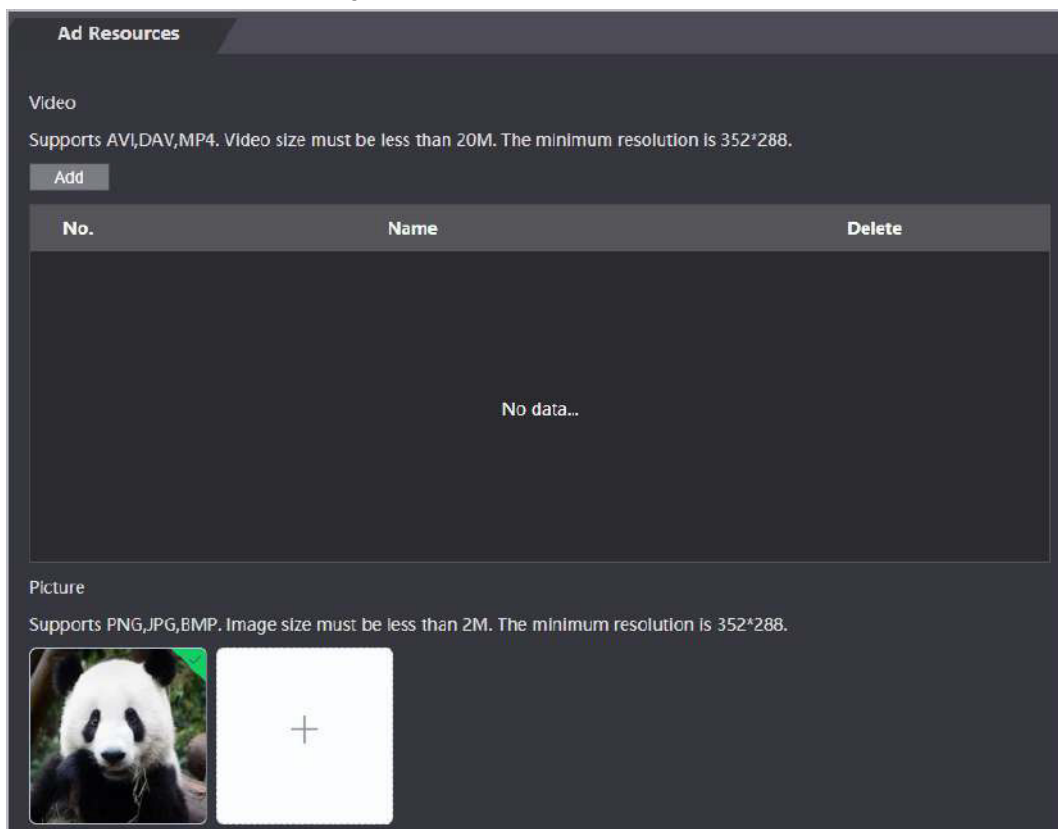 Ad Resources
Video
Supports AVI,DAV,MP4. Video size must be less than 20M. The minimum resolution is 352*288.
Add
No. Name Delete
No data...
Picture
Supports PNG,JPG,BMP. Image size must be less than 2M. The minimum resolution is 352*288.